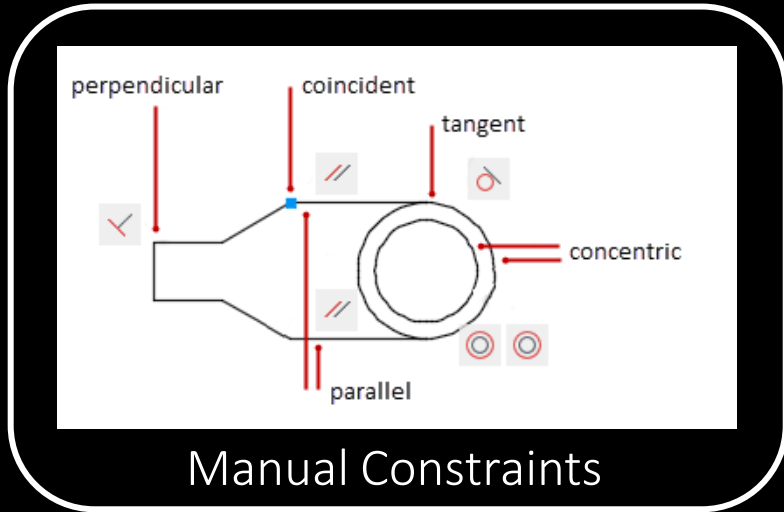 perpendicular
coincident
tangent
concentric
parallel
Manual Constraints